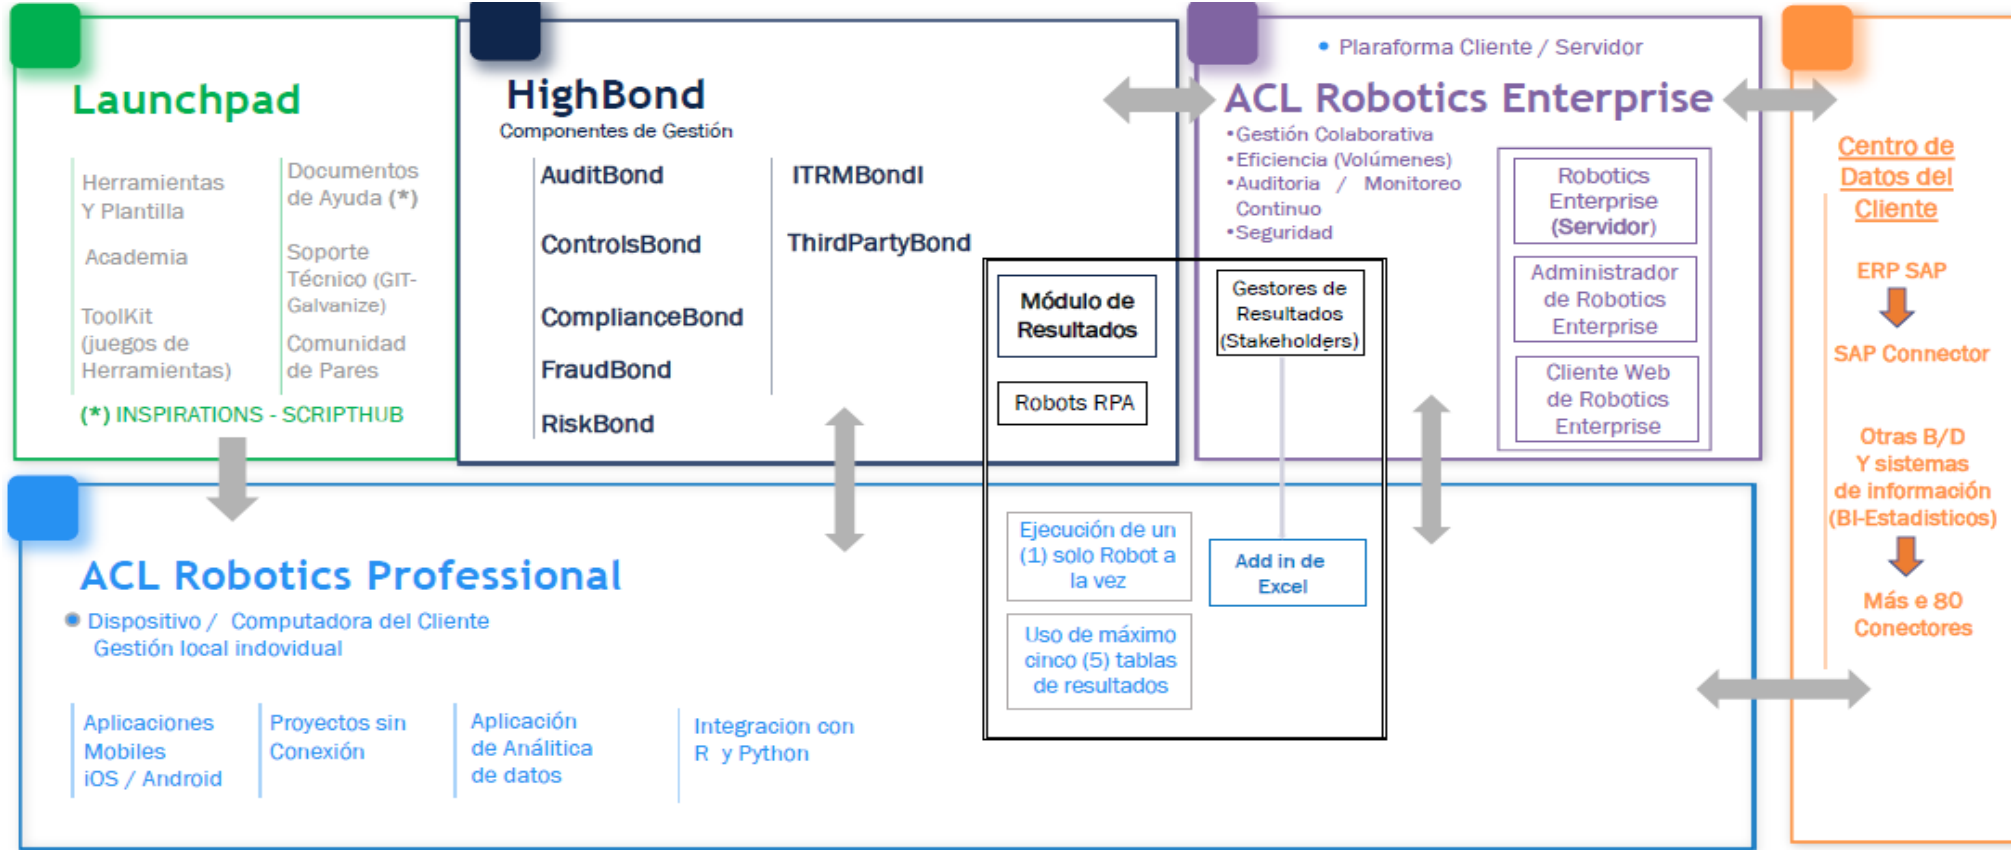 Launchpad
Herramientas
Y Plantilla
Academia
ToolKit
(juegos de
Herramientas)
Documentos
de Ayuda (*)
Soporte
Técnico (GIT-
Galvanize)
Comunidad
de Pares
(*) INSPIRATIONS - SCRIPTHUB
HighBond
Componentes de Gestión
AuditBond
ControlsBond
ComplianceBond
FraudBond
RiskBond
ITRMBondI
ThirdPartyBond
Módulo de
Resultados
Robots RPA
• Plaraforma Cliente / Servidor
ACL Robotics Enterprise
•Gestión Colaborativa
•Eficiencia (Volúmenes)
•Auditoria / Monitoreo
Continuo
•Seguridad
Gestores de
Resultados
(Stakeholders)
Robotics
Enterprise
(Servidor)
Administrador
de Robotics
Enterprise
Cliente Web
de Robotics
Enterprise
Centro de
Datos del
Cliente
ERP SAP
SAP Connector
Otras B/D
Y sistemas
de información
(BI-Estadisticos)
Más e 80
Conectores
ACL Robotics Professional
Dispositivo / Computadora del Cliente
Gestión local indovidual
Aplicaciones
Mobiles
iOS / Android
Proyectos sin
Conexión
Aplicación
de Análitica
de datos
Integracion con
R y Python
Ejecución de un
(1) solo Robot a
la vez
Uso de máximo
cinco (5) tablas
de resultados
Add in de
Excel